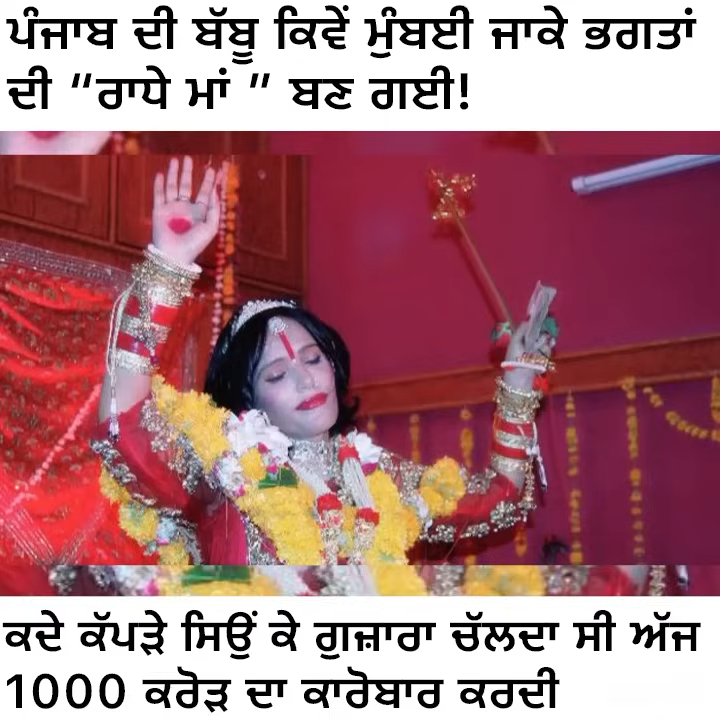 ਪੰਜਾਬ ਦੀ ਬੱਬੂ ਕਿਵੇਂ ਮੁੰਬਈ ਜਾਕੇ ਭਗਤਾਂ
ਦੀ “ਰਾਧੇ ਮਾਂ ” ਬਣ ਗਈ!
ਕਦੇ ਕੱਪੜੇ ਸਿਉਂ ਕੇ ਗੁਜ਼ਾਰਾ ਚੱਲਦਾ ਸੀ ਅੱਜ
1000 ਕਰੋੜ ਦਾ ਕਾਰੋਬਾਰ ਕਰਦੀ